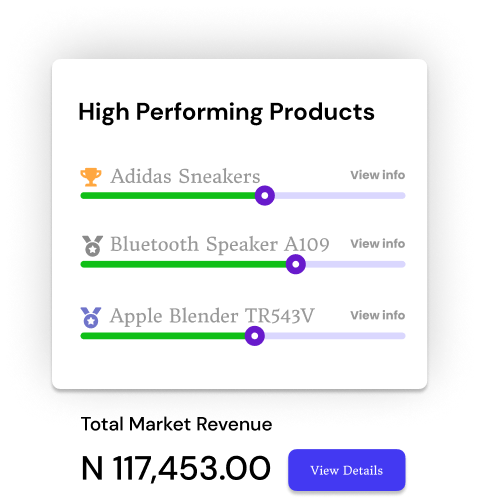 High Performing Products
Adidas Sneakers View info
Bluetooth Speaker A109 View info
Apple Blender TR543V View info
Total Market Revenue
N 117,453.00 View Details